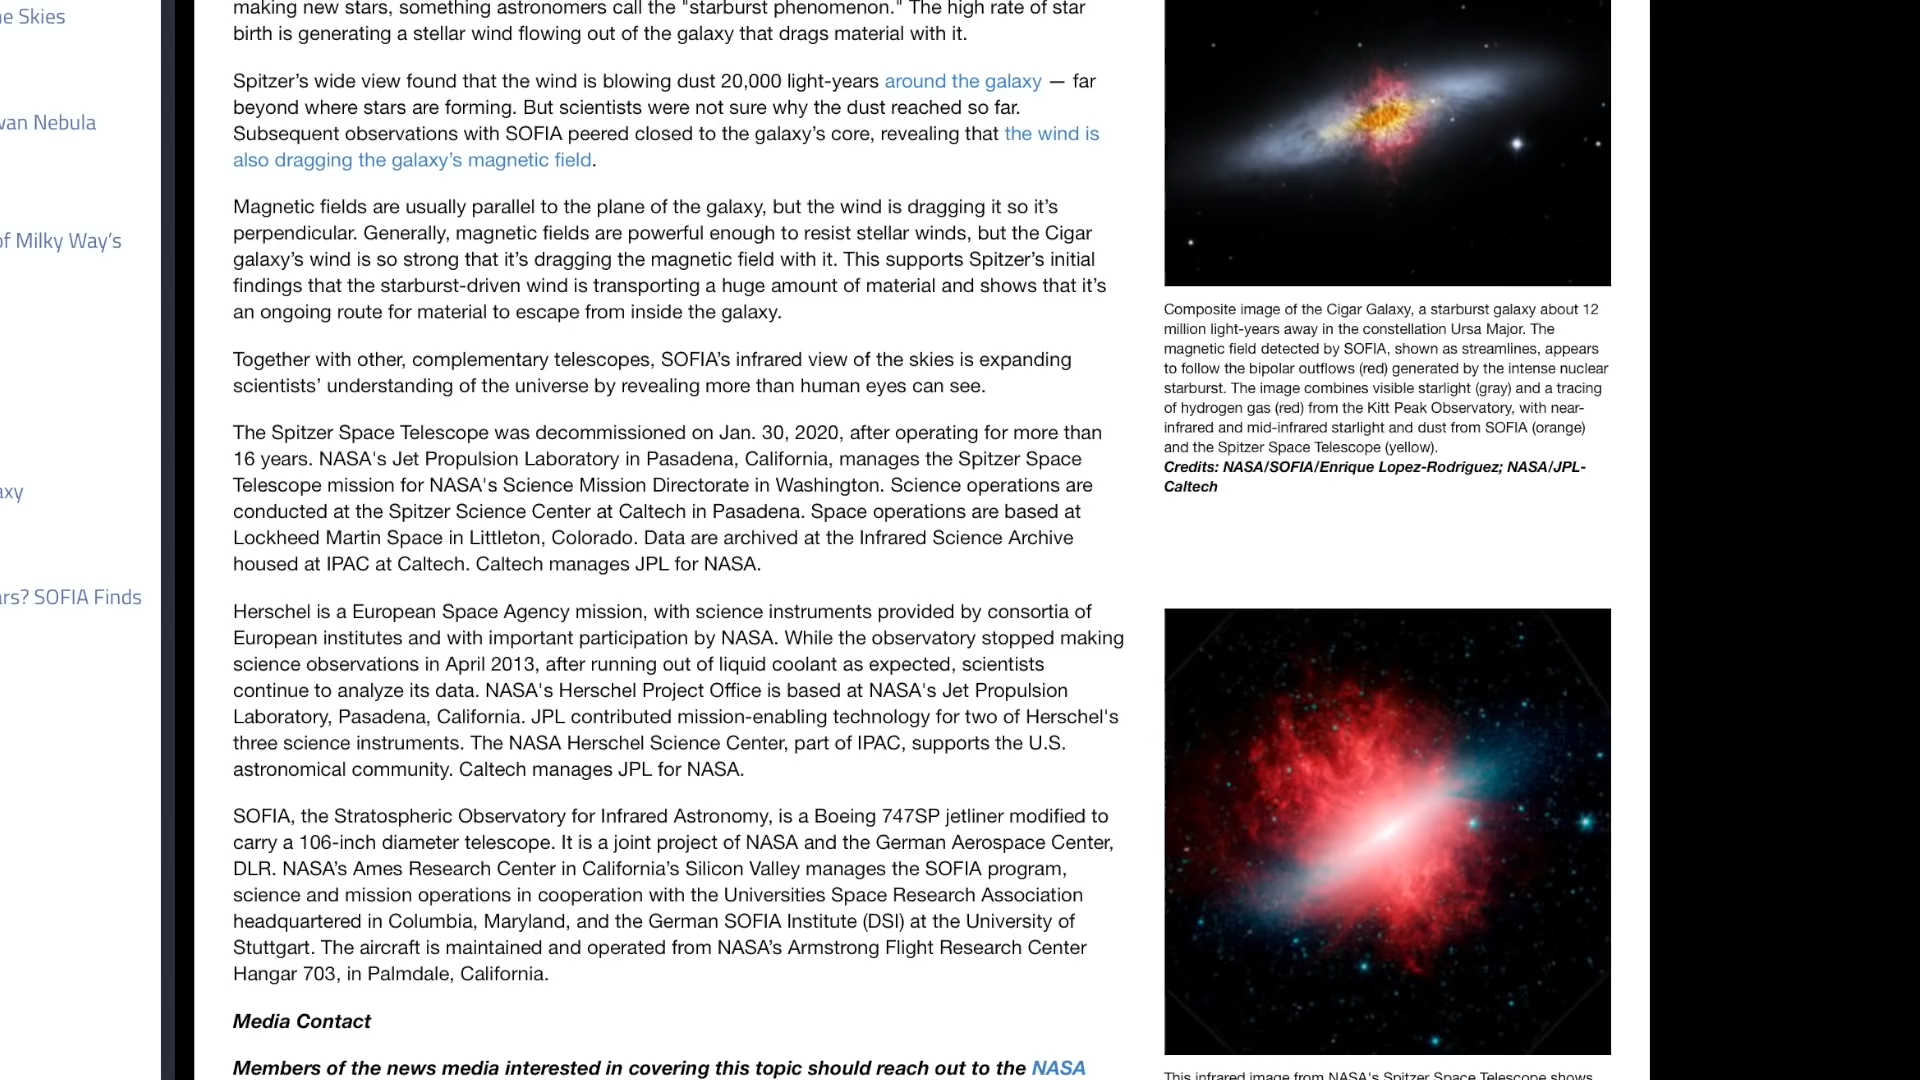 e Skies
van Nebula
of Milky Way's
axy
ars? SOFIA Finds
making new stars, something astronomers call the "starburst phenomenon." The high rate of star
birth is generating a stellar wind flowing out of the galaxy that drags material with it.
Spitzer's wide view found that the wind is blowing dust 20,000 light-years around the galaxy — far
beyond where stars are forming. But scientists were not sure why the dust reached so far.
Subsequent observations with SOFIA peered closed to the galaxy's core, revealing that the wind is
also dragging the galaxy's magnetic field.
Magnetic fields are usually parallel to the plane of the galaxy, but the wind is dragging it so it's
perpendicular. Generally, magnetic fields are powerful enough to resist stellar winds, but the Cigar
galaxy's wind is so strong that it's dragging the magnetic field with it. This supports Spitzer's initial
findings that the starburst-driven wind is transporting a huge amount of material and shows that it's
an ongoing route for material to escape from inside the galaxy.
Together with other, complementary telescopes, SOFIA's infrared view of the skies is expanding
scientists' understanding of the universe by revealing more than human eyes can see.
The Spitzer Space Telescope was decommissioned on Jan. 30, 2020, after operating for more than
16 years. NASA's Jet Propulsion Laboratory in Pasadena, California, manages the Spitzer Space
Telescope mission for NASA's Science Mission Directorate in Washington. Science operations are
conducted at the Spitzer Science Center at Caltech in Pasadena. Space operations are based at
Lockheed Martin Space in Littleton, Colorado. Data are archived at the Infrared Science Archive
housed at IPAC at Caltech. Caltech manages JPL for NASA.
Herschel is a European Space Agency mission, with science instruments provided by consortia of
European institutes and with important participation by NASA. While the observatory stopped making
science observations in April 2013, after running out of liquid coolant as expected, scientists
continue to analyze its data. NASA's Herschel Project Office is based at NASA's Jet Propulsion
Laboratory, Pasadena, California. JPL contributed mission-enabling technology for two of Herschel's
three science instruments. The NASA Herschel Science Center, part of IPAC, supports the U.S.
astronomical community. Caltech manages JPL for NASA.
SOFIA, the Stratospheric Observatory for Infrared Astronomy, is a Boeing 747SP jetliner modified to
carry a 106-inch diameter telescope. It is a joint project of NASA and the German Aerospace Center,
DLR. NASA's Ames Research Center in California's Silicon Valley manages the SOFIA program,
science and mission operations in cooperation with the Universities Space Research Association
headquartered in Columbia, Maryland, and the German SOFIA Institute (DSI) at the University of
Stuttgart. The aircraft is maintained and operated from NASA's Armstrong Flight Research Center
Hangar 703, in Palmdale, California.
Media Contact
Members of the news media interested in covering this topic should reach out to the NASA
Composite image of the Cigar Galaxy, a starburst galaxy about 12
million light-years away in the constellation Ursa Major. The
magnetic field detected by SOFIA, shown as streamlines, appears
to follow the bipolar outflows (red) generated by the intense nuclear
starburst. The image combines visible starlight (gray) and a tracing
of hydrogen gas (red) from the Kitt Peak Observatory, with near-
infrared and mid-infrared starlight and dust from SOFIA (orange)
and the Spitzer Space Telescope (yellow).
Credits: NASA/SOFIA/Enrique Lopez-Rodriguez; NASA/JPL-
Caltech
This infrared image from NASA's Spitzer Space Telescope shows